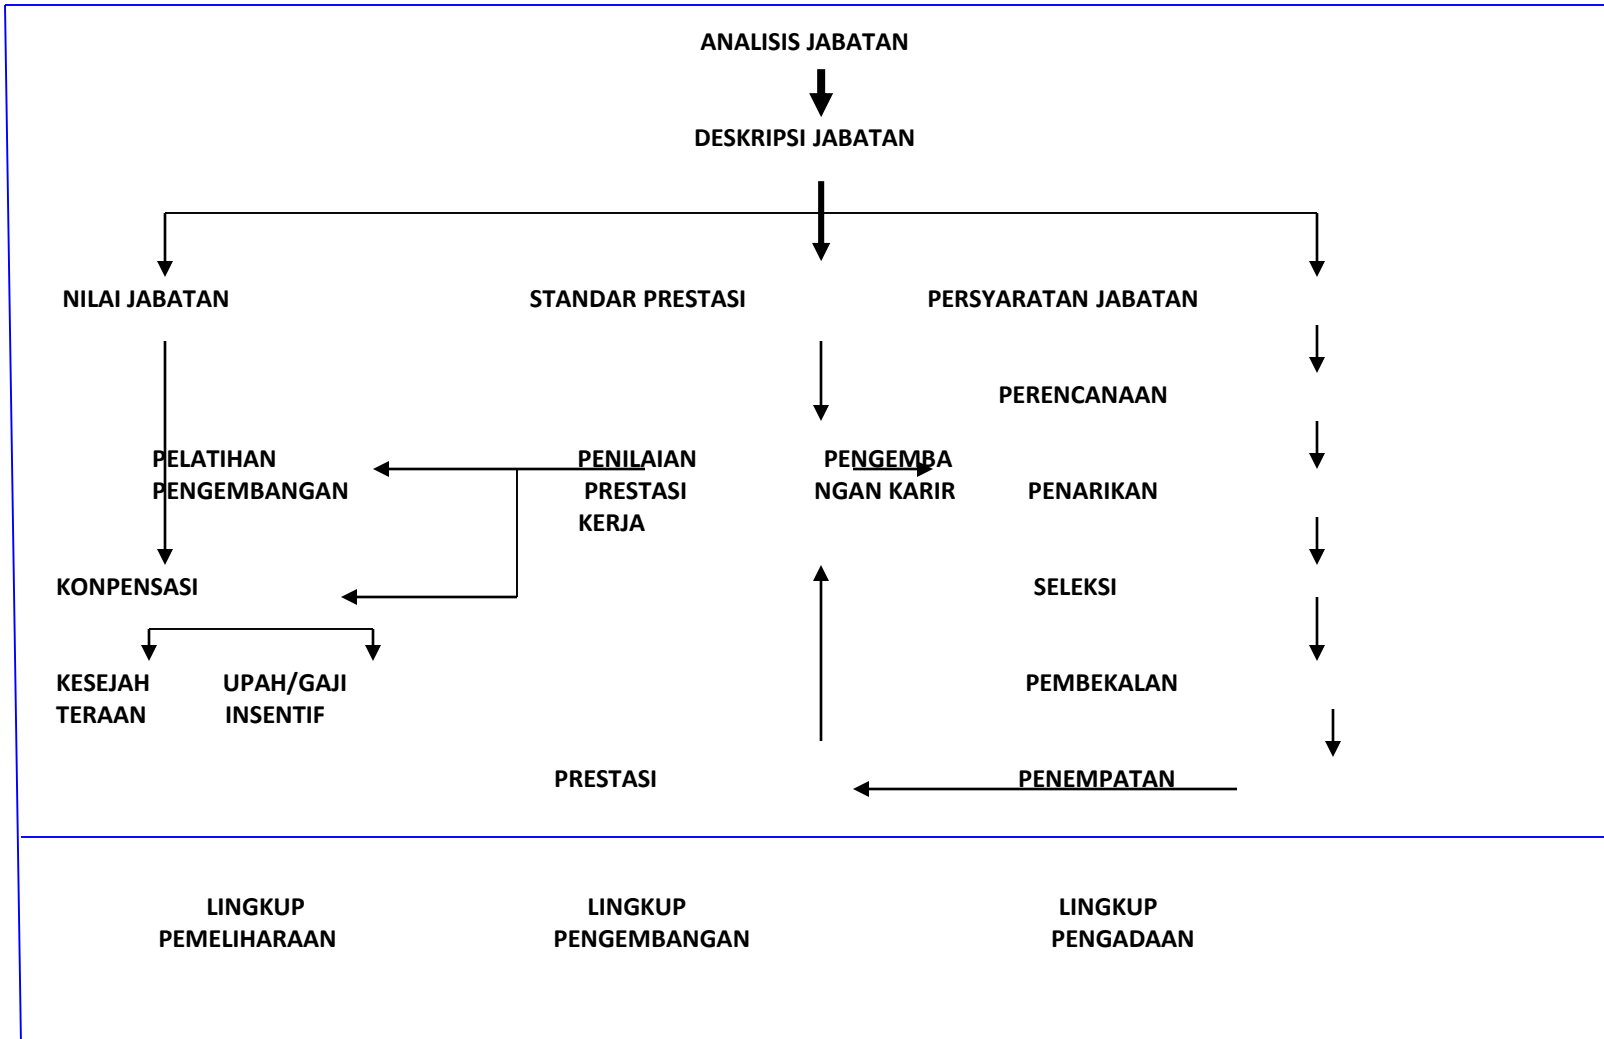 ANALISIS JABATAN
DESKRIPSI JABATAN
NILAI JABATAN STANDAR PRESTASI PERSYARATAN JABATAN
PERENCANAAN
PELATIHAN PENILAIAN PENGEMBA
PENGEMBANGAN PRESTASI NGAN KARIR PENARIKAN
KERJA
KONPENSASI SELEKSI
KESEJAH UPAH/GAJI PEMBEKALAN
TERAAN INSENTIF
PRESTASI PENEMPATAN
LINGKUP LINGKUP LINGKUP
PEMELIHARAAN PENGEMBANGAN PENGADAAN